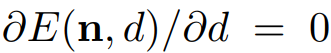 ∂E(n, d)/∂d = 0